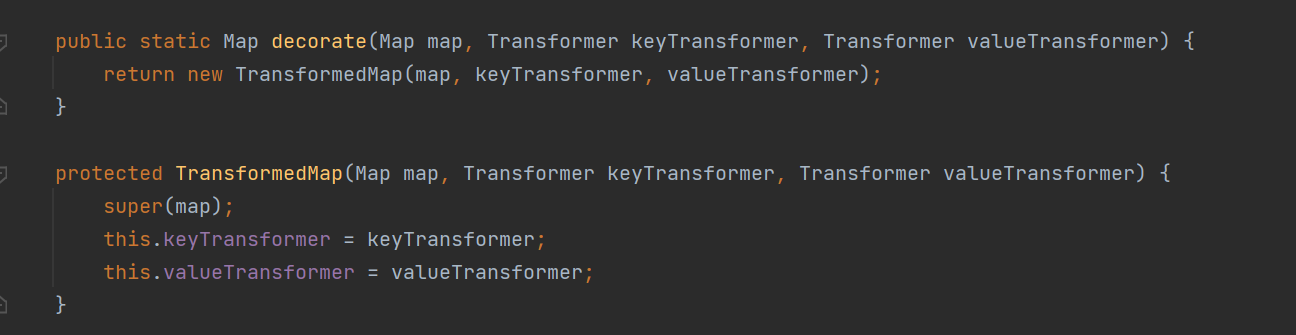 public static Map decorate(Map map, Transformer keyTransformer, Transformer valueTransformer) {
return new TransformedMap(map, keyTransformer, valueTransformer);
}
protected TransformedMap(Map map, Transformer keyTransformer, Transformer valueTransformer) {
super(map);
this.keyTransformer = keyTransformer;
this.valueTransformer = valueTransformer;
}